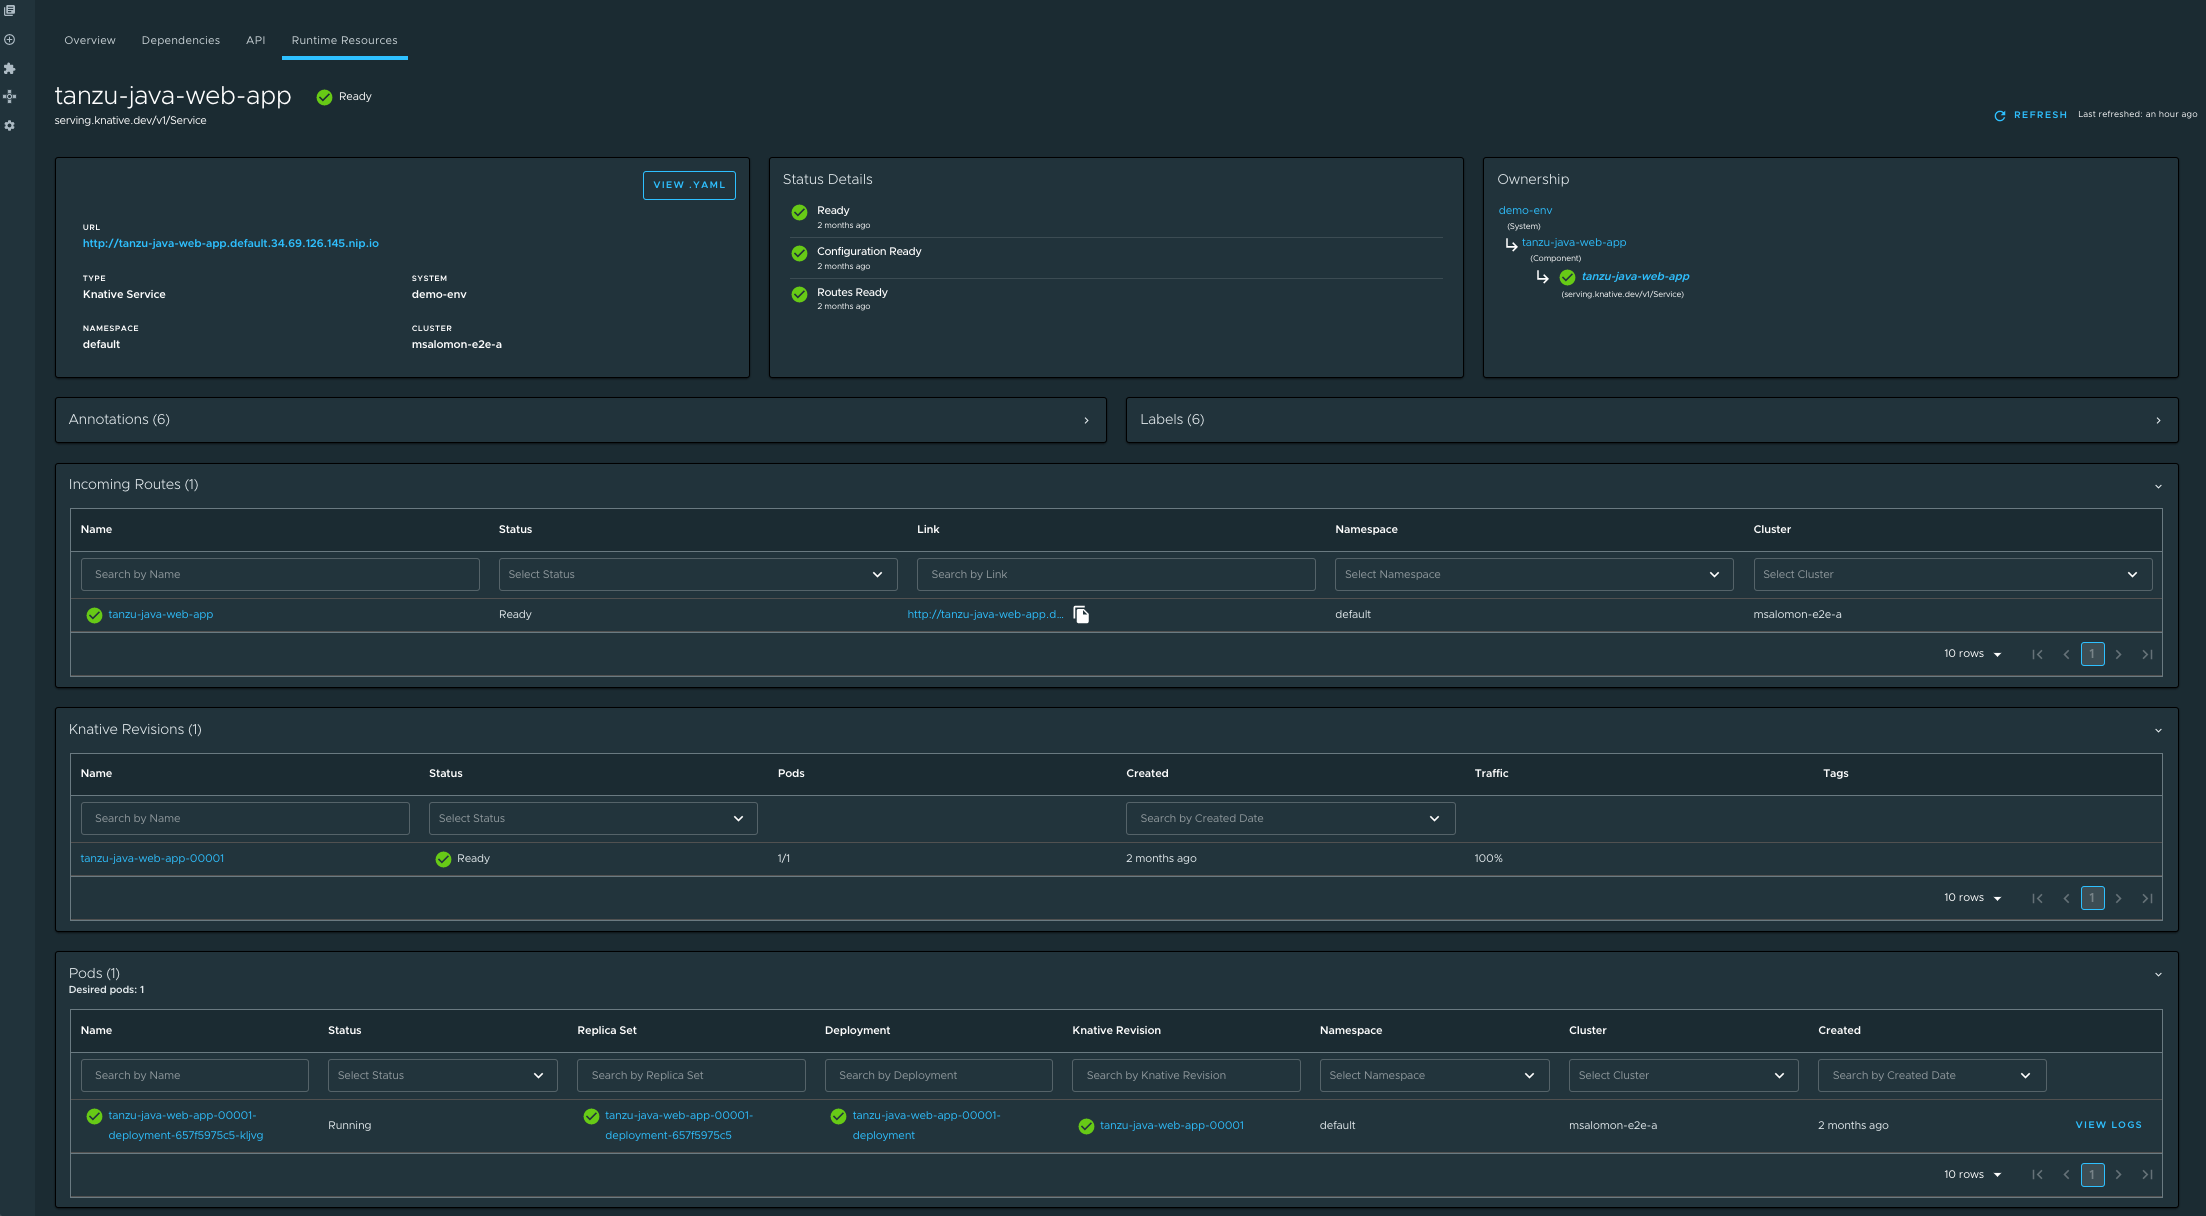 Overview Dependencies API Runtime Resources
tanzu-java-web-app Ready
serving.knative.dev/v1/Service
REFRESH Last refreshed: an hour ago
VIEW .YAML
URL
http://tanzu-java-web-app.default.34.69.126.145.nip.io
TYPE SYSTEM
Knative Service demo-env
NAMESPACE CLUSTER
default msalomon-e2e-a
Status Details
Ready
2 months ago
Configuration Ready
2 months ago
Routes Ready
2 months ago
Ownership
demo-env
(System)
tanzu-java-web-app
(Component)
tanzu-java-web-app
(serving.knative.dev/v1/Service)
Annotations (6)
Labels (6)
Incoming Routes (1)
Name Status Link Namespace Cluster
Search by Name Select Status Search by Link Select Namespace Select Cluster
tanzu-java-web-app Ready http://tanzu-java-web-app.d... default msalomon-e2e-a
10 rows 1
Knative Revisions (1)
Name Status Pods Created Traffic Tags
Search by Name Select Status Search by Created Date
tanzu-java-web-app-00001 Ready 1/1 2 months ago 100%
10 rows 1
Pods (1)
Desired pods: 1
Name Status Replica Set Deployment Knative Revision Namespace Cluster Created
Search by Name Select Status Search by Replica Set Search by Deployment Search by Knative Revision Select Namespace Select Cluster Search by Created Date
tanzu-java-web-app-00001- tanzu-java-web-app-00001- tanzu-java-web-app-00001-
Running tanzu-java-web-app-00001 default msalomon-e2e-a 2 months ago VIEW LOGS
deployment-657f5975c5-kljvg deployment-657f5975c5 deployment
10 rows 1